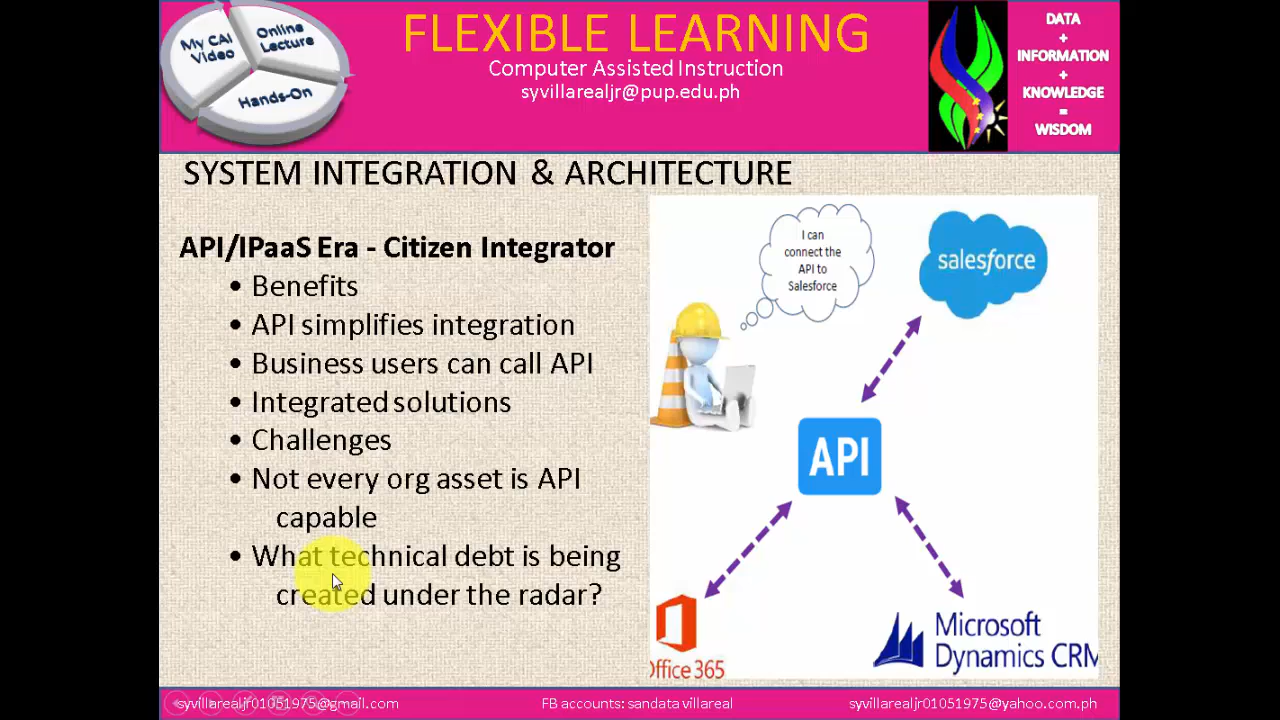 My CAI
Video
Online
Lecture
Hands-On
FLEXIBLE LEARNING
Computer Assisted Instruction
syvillarealjr@pup.edu.ph
DATA
+
INFORMATION
+
KNOWLEDGE
=
WISDOM
SYSTEM INTEGRATION & ARCHITECTURE
API/IPaaS Era - Citizen Integrator
• Benefits
• API simplifies integration
• Business users can call API
• Integrated solutions
• Challenges
• Not every org asset is API
capable
• What technical debt is being
created under the radar?
I can
connect the
API to
Salesforce
salesforce
API
Office 365
Microsoft
Dynamics CRM
syvillarealjr01051975@gmail.com
FB accounts: sandata villareal
syvillarealjr01051975@yahoo.com.ph